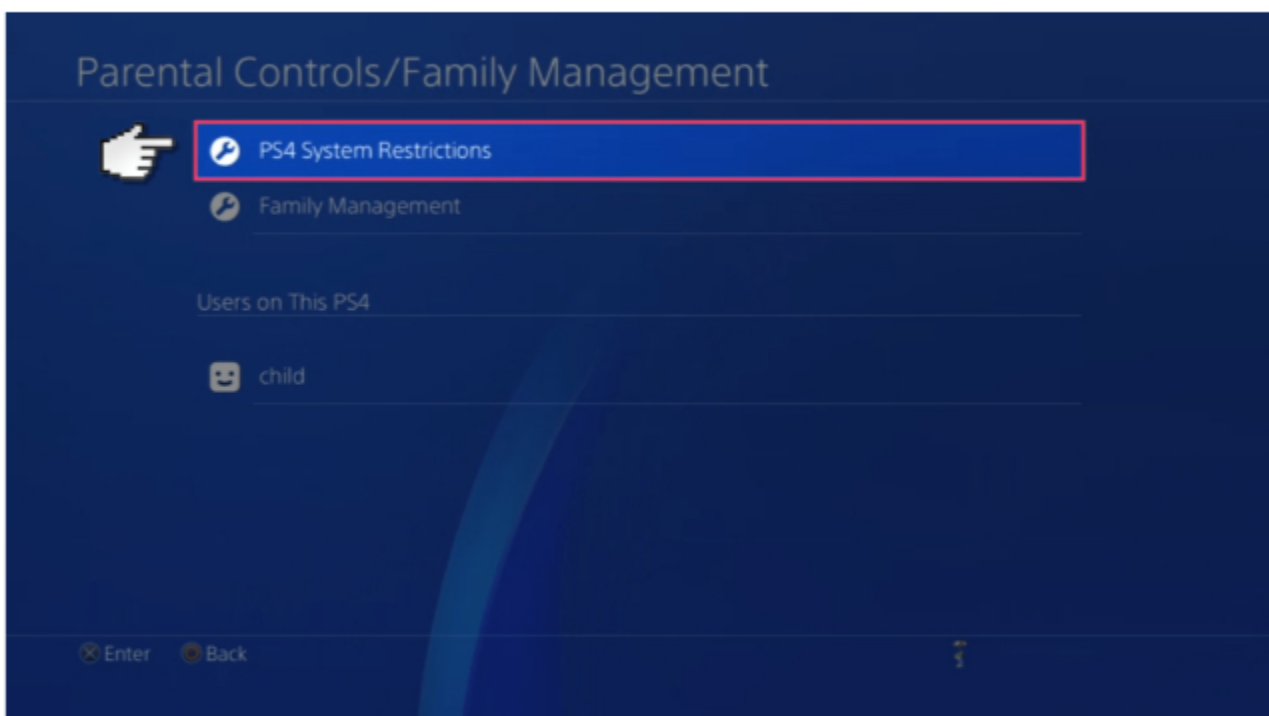 Parental Controls/Family Management
PS4 System Restrictions
Family Management
Users on This PS4
child
Enter Back